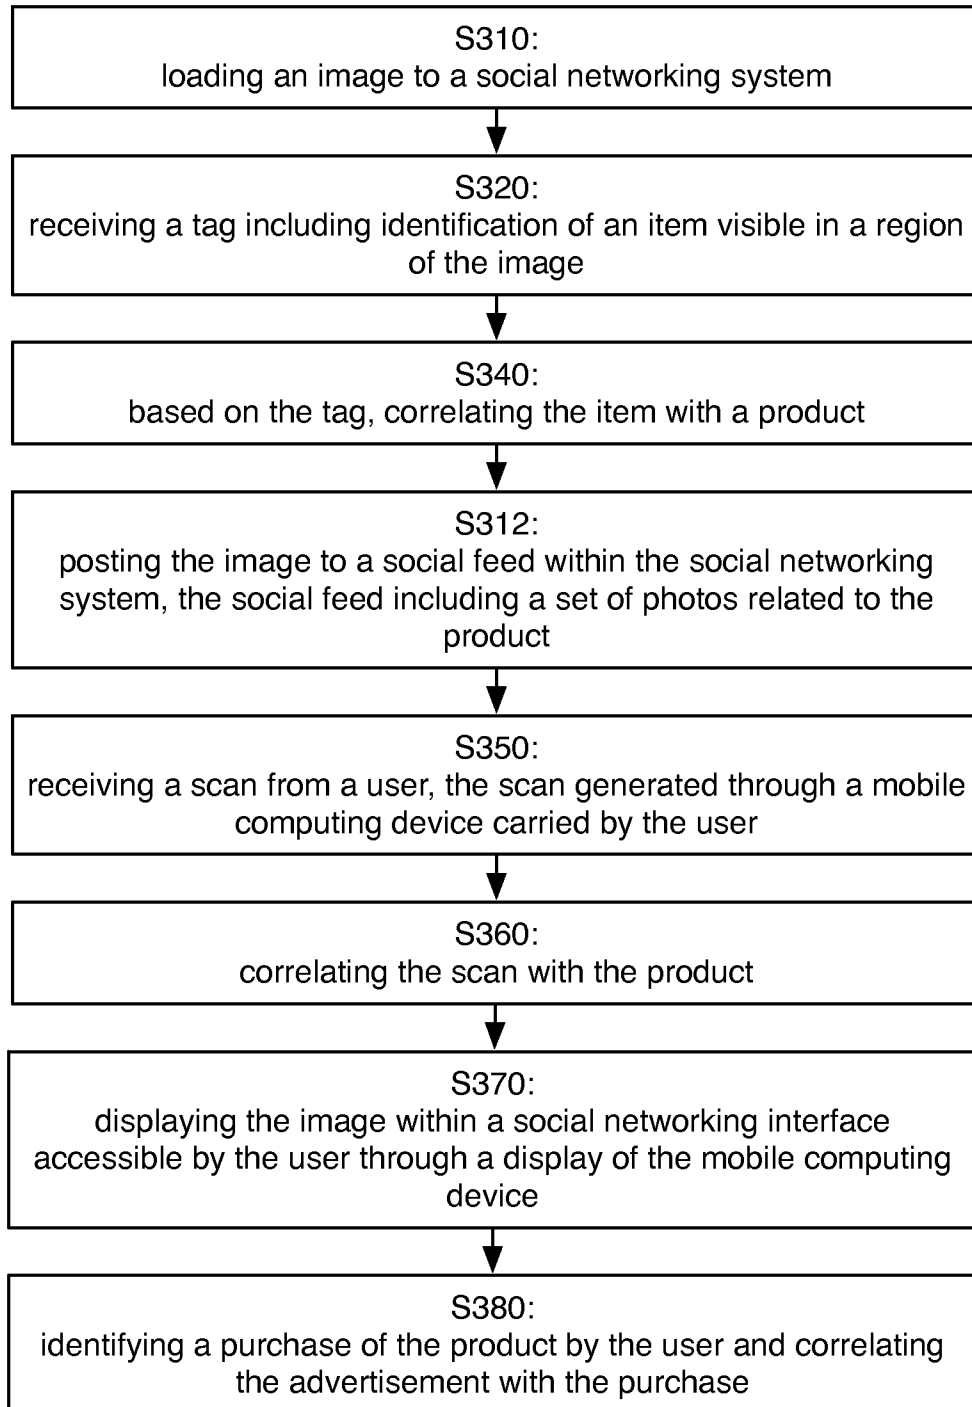 S310:
loading an image to a social networking system
S320:
receiving a tag including identification of an item visible in a region
of the image
S340:
based on the tag, correlating the item with a product
S312:
posting the image to a social feed within the social networking
system, the social feed including a set of photos related to the
product
S350:
receiving a scan from a user, the scan generated through a mobile
computing device carried by the user
S360:
correlating the scan with the product
S370:
displaying the image within a social networking interface
accessible by the user through a display of the mobile computing
device
S380:
identifying a purchase of the product by the user and correlating
the advertisement with the purchase